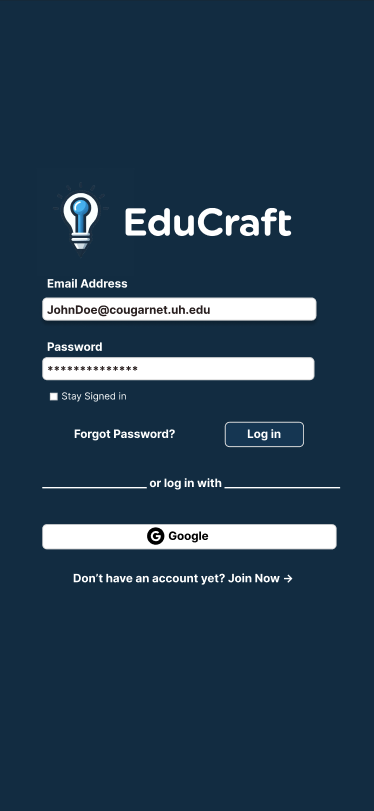 EduCraft
Email Address
JohnDoe@cougarnet.uh.edu
Password
**************
Stay Signed in
Forgot Password?
Log in
or log in with
G Google
Don’t have an account yet? Join Now →